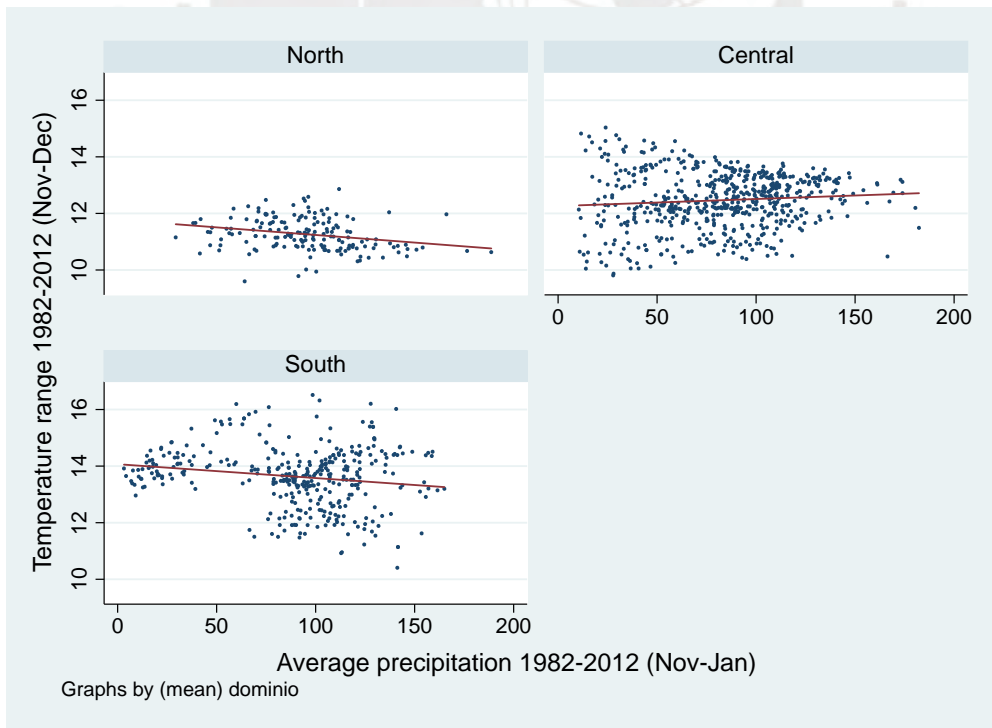 North
Central
16
14
12
10
0 50 100 150 200
South
16
14
12
10
0 50 100 150 200
Temperature range 1982-2012 (Nov-Dec)
Average precipitation 1982-2012 (Nov-Jan)
Graphs by (mean) dominio